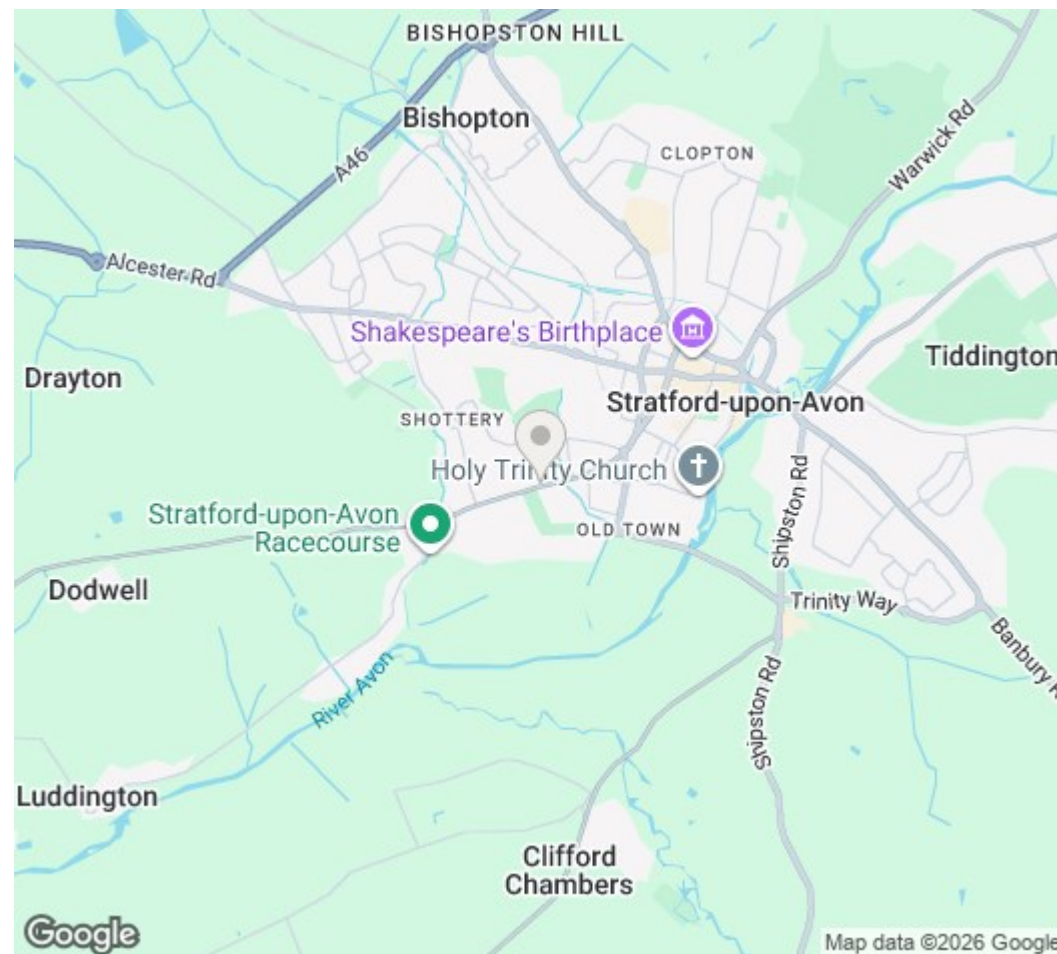 BISHOPSTON HILL
Bishopton
CLOPTON
Warwick Rd
A46
Alcester Rd
Shakespeare's Birthplace
Tiddington
Drayton
Stratford-upon-Avon
SHOTTERY
Holy Trinity Church
Stratford-upon-Avon
Racecourse
OLD TOWN
Shipston Rd
Dodwell
Trinity Way
Banbury R
River Avon
Shipston Rd
Luddington
Clifford
Chambers
Google
Map data ©2026 Google